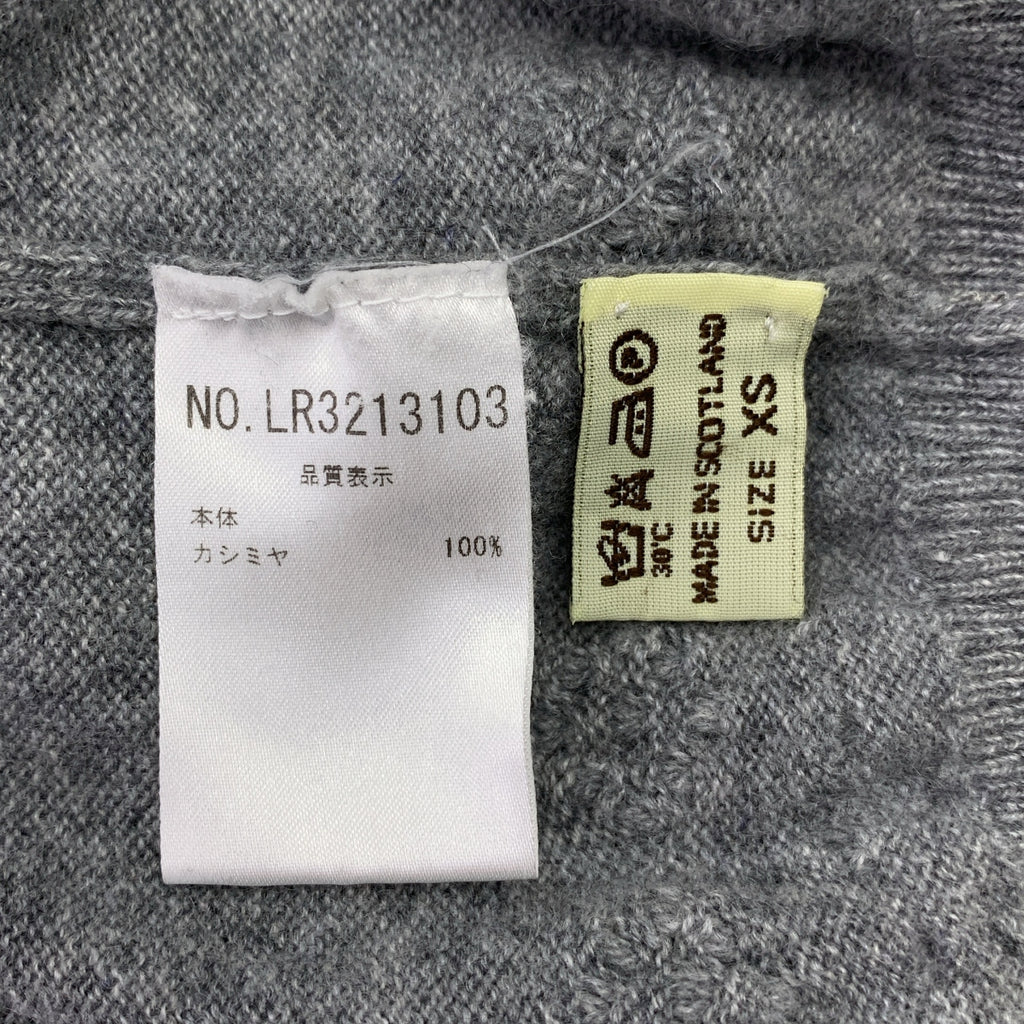 NO. LR3213103
品質表示
本体
カシミヤ 100%
P
30°C
MADE IN SCOTLAND
SIZE XS